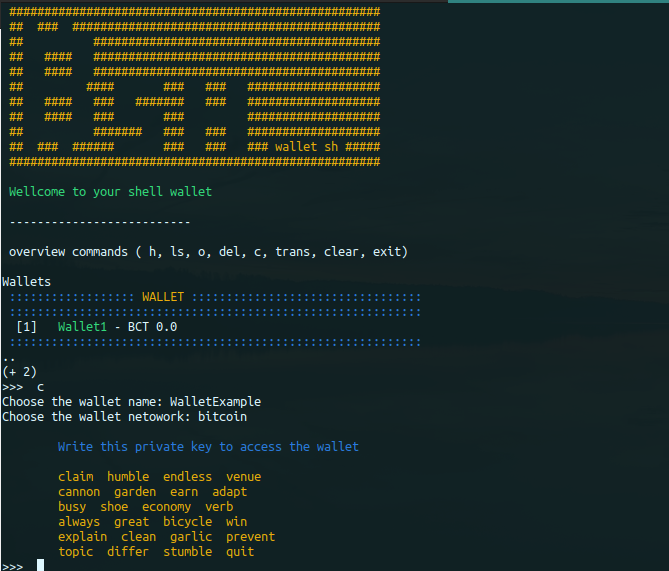 #####################################################
##  ###  ############################################
##          #########################################
##   ####   #########################################
##   ####   #########################################
##         ####       ###   ###   ###################
##   ####   ###   #######   ###   ###################
##   ####   ###       ###         ###################
##          #######   ###   ###   ###################
##  ###  ######       ###   ###   ### wallet sh #####
#####################################################
Wellcome to your shell wallet
--------------------------
overview commands ( h, ls, o, del, c, trans, clear, exit)
Wallets
:::::::::::::::::: WALLET :::::::::::::::::::::::::::::::::
:::::::::::::::::::::::::::::::::::::::::::::::::::::::::::
[1]   Wallet1 - BCT 0.0
:::::::::::::::::::::::::::::::::::::::::::::::::::::::::::
..
(+ 2)
>>>  c
Choose the wallet name: WalletExample
Choose the wallet netowork: bitcoin
Write this private key to access the wallet
claim  humble  endless  venue
cannon  garden  earn  adapt
busy  shoe  economy  verb
always  great  bicycle  win
explain  clean  garlic  prevent
topic  differ  stumble  quit
>>>